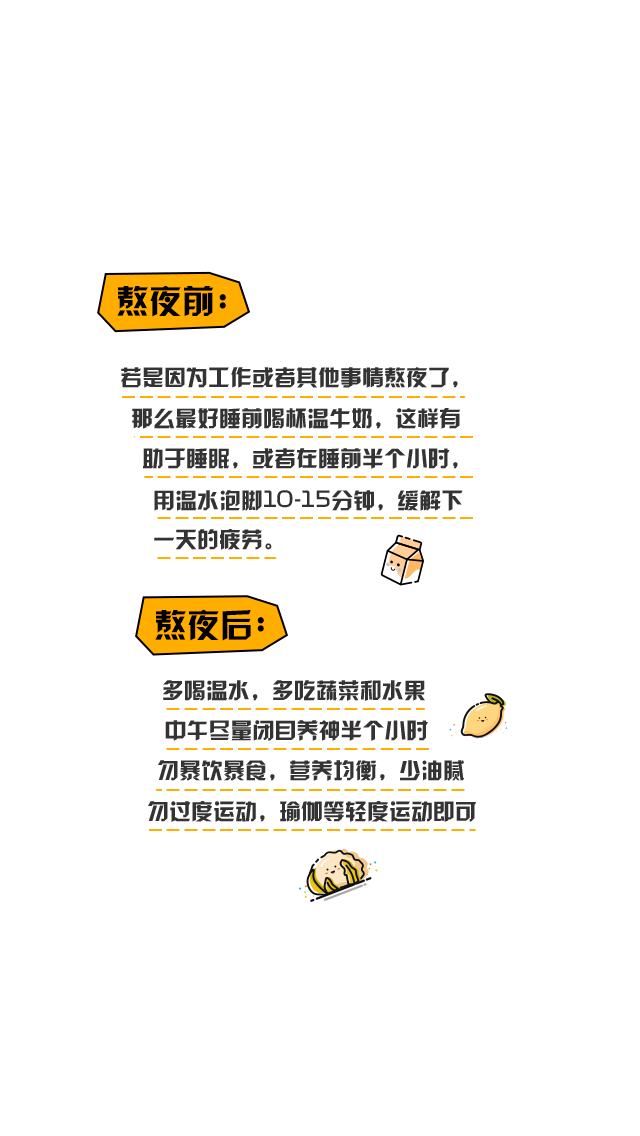 熬夜前：
若是因为工作或者其他事情熬夜了，
那么最好睡前喝杯温牛奶，这样有
助于睡眠，或者在睡前半个小时，
用温水泡脚10-15分钟，缓解下
一天的疲劳。
熬夜后：
多喝温水，多吃蔬菜和水果
中午尽量闭目养神半个小时
勿暴饮暴食，营养均衡，少油腻
勿过度运动，瑜伽等轻度运动即可